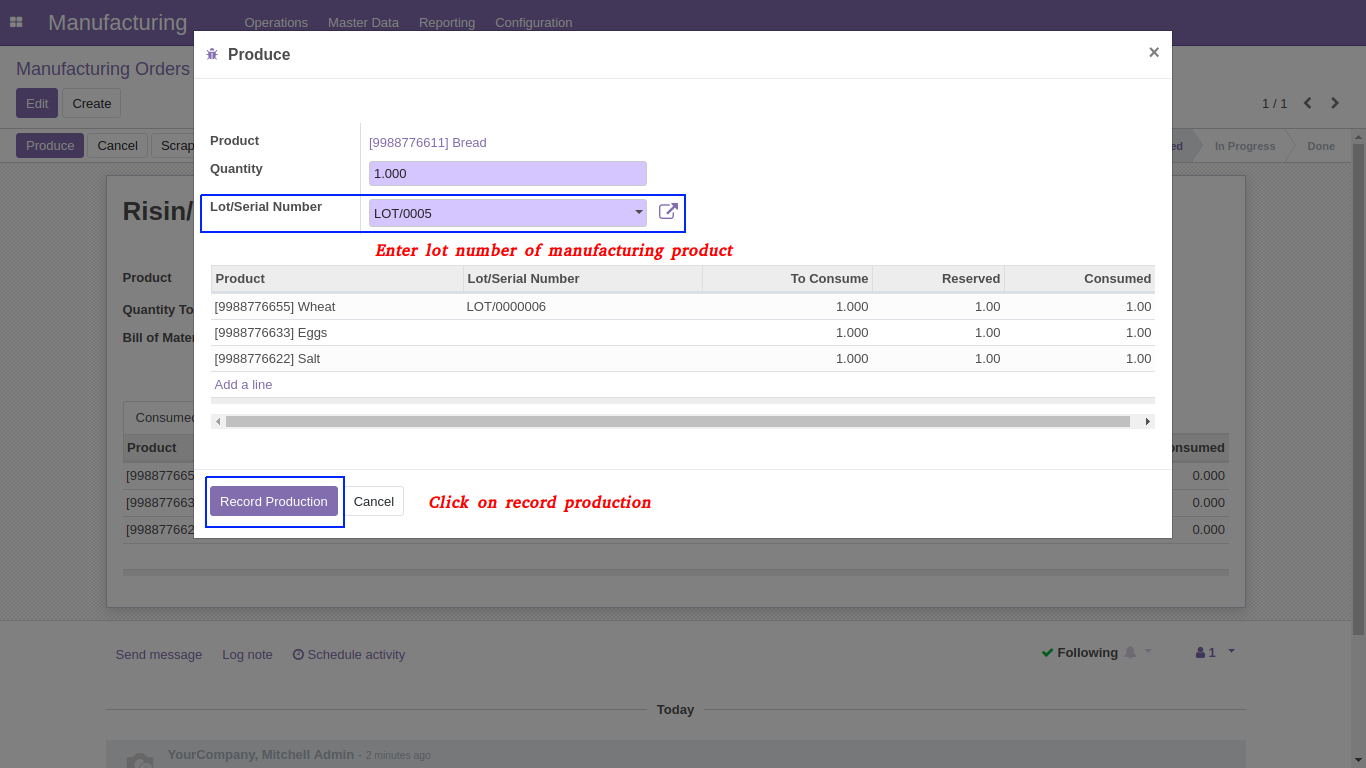 Manufacturing Operations Master Data Reporting Configuration
Produce ×
Manufacturing Orders
Edit Create 1 / 1
Product [9988776611] Bread
Produce Cancel Scrap In Progress Done
Quantity 1.000
Lot/Serial Number LOT/0005
Risin/
Enter lot number of manufacturing product
Product
Product Lot/Serial Number To Consume Reserved Consumed
Quantity To
[9988776655] Wheat LOT/0000006 1.000 1.00 1.00
Bill of Mater
[9988776633] Eggs 1.000 1.00 1.00
[9988776622] Salt 1.000 1.00 1.00
Add a line
Consumed
Product onsumed
[998877665 0.000
Record Production Cancel Click on record production
[998877663 0.000
[998877662 0.000
Send message Log note Schedule activity Following 1
Today
YourCompany, Mitchell Admin - 2 minutes ago